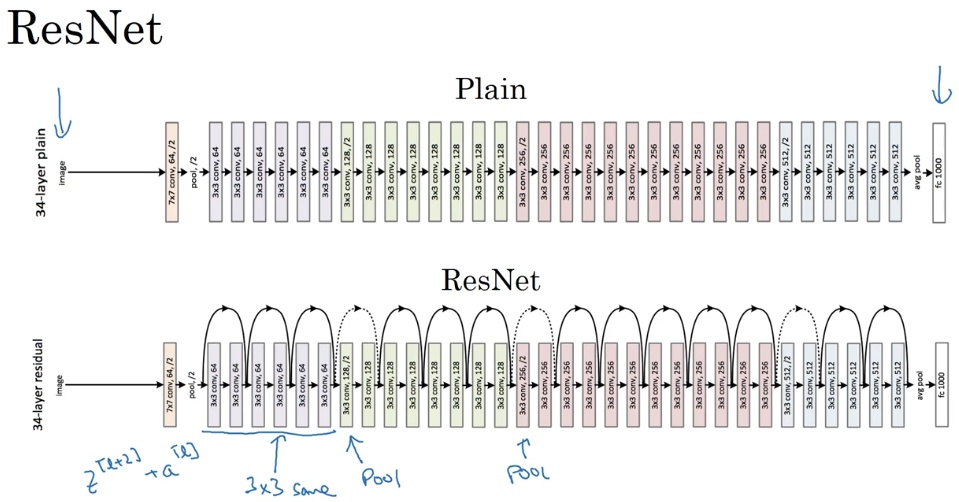 ResNet
Plain
34-layer plain
image
7x7 conv, 64, /2
pool, /2
3x3 conv, 64
3x3 conv, 64
3x3 conv, 64
3x3 conv, 64
3x3 conv, 64
3x3 conv, 64
3x3 conv, 128, /2
3x3 conv, 128
3x3 conv, 128
3x3 conv, 128
3x3 conv, 128
3x3 conv, 128
3x3 conv, 128
3x3 conv, 128
3x3 conv, 256, /2
3x3 conv, 256
3x3 conv, 256
3x3 conv, 256
3x3 conv, 256
3x3 conv, 256
3x3 conv, 256
3x3 conv, 256
3x3 conv, 256
3x3 conv, 256
3x3 conv, 256
3x3 conv, 256
3x3 conv, 512, /2
3x3 conv, 512
3x3 conv, 512
3x3 conv, 512
3x3 conv, 512
3x3 conv, 512
avg pool
fc 1000
ResNet
34-layer residual
image
7x7 conv, 64, /2
pool, /2
3x3 conv, 64
3x3 conv, 64
3x3 conv, 64
3x3 conv, 64
3x3 conv, 64
3x3 conv, 64
3x3 conv, 128, /2
3x3 conv, 128
3x3 conv, 128
3x3 conv, 128
3x3 conv, 128
3x3 conv, 128
3x3 conv, 128
3x3 conv, 128
3x3 conv, 256, /2
3x3 conv, 256
3x3 conv, 256
3x3 conv, 256
3x3 conv, 256
3x3 conv, 256
3x3 conv, 256
3x3 conv, 256
3x3 conv, 256
3x3 conv, 256
3x3 conv, 256
3x3 conv, 256
3x3 conv, 512, /2
3x3 conv, 512
3x3 conv, 512
3x3 conv, 512
3x3 conv, 512
3x3 conv, 512
avg pool
fc 1000
z[l+2] + a[l]
3x3 same
Pool
Pool